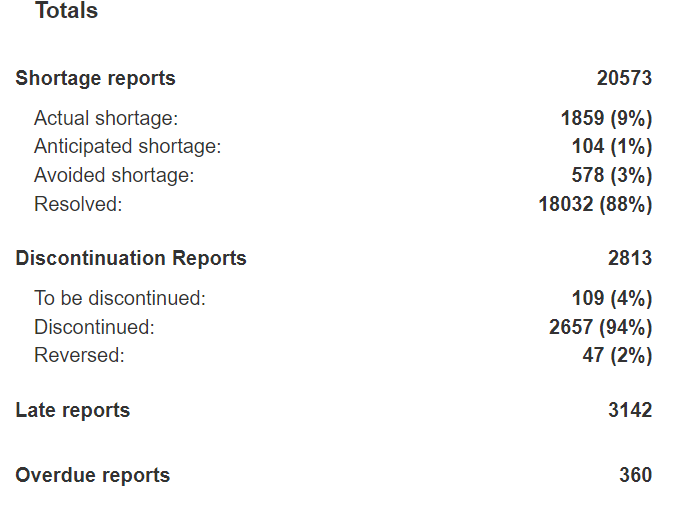 Totals
Shortage reports 20573
Actual shortage: 1859 (9%)
Anticipated shortage: 104 (1%)
Avoided shortage: 578 (3%)
Resolved: 18032 (88%)
Discontinuation Reports 2813
To be discontinued: 109 (4%)
Discontinued: 2657 (94%)
Reversed: 47 (2%)
Late reports 3142
Overdue reports 360